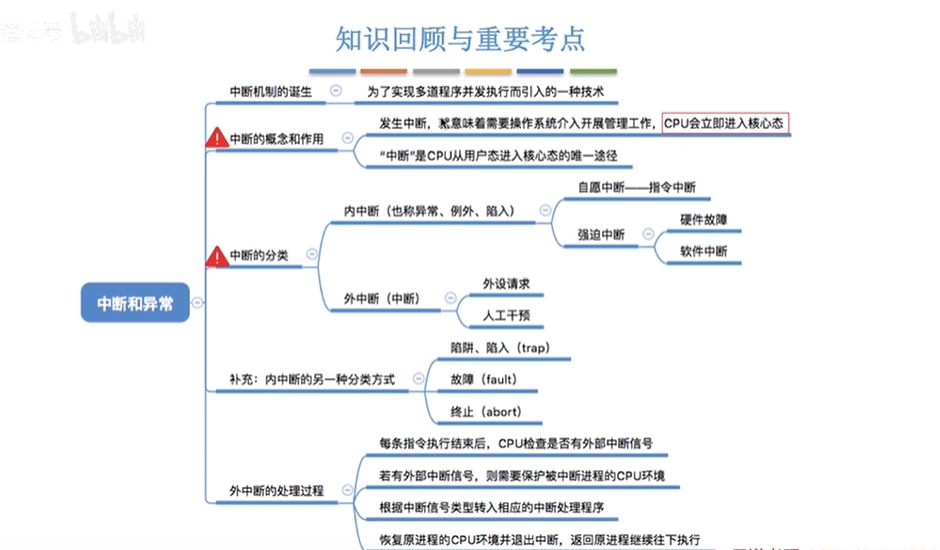 bilibili
知识回顾与重要考点
中断机制的诞生
为了实现多道程序并发执行而引入的一种技术
中断的概念和作用
发生中断，就意味着需要操作系统介入开展管理工作，CPU会立即进入核心态
“中断”是CPU从用户态进入核心态的唯一途径
中断和异常
中断的分类
内中断（也称异常、例外、陷入）
自愿中断——指令中断
强迫中断
硬件故障
软件中断
外中断（中断）
外设请求
人工干预
补充：内中断的另一种分类方式
陷阱、陷入（trap）
故障（fault）
终止（abort）
外中断的处理过程
每条指令执行结束后，CPU检查是否有外部中断信号
若有外部中断信号，则需要保护被中断进程的CPU环境
根据中断信号类型转入相应的中断处理程序
恢复原进程的CPU环境并退出中断，返回原进程继续往下执行